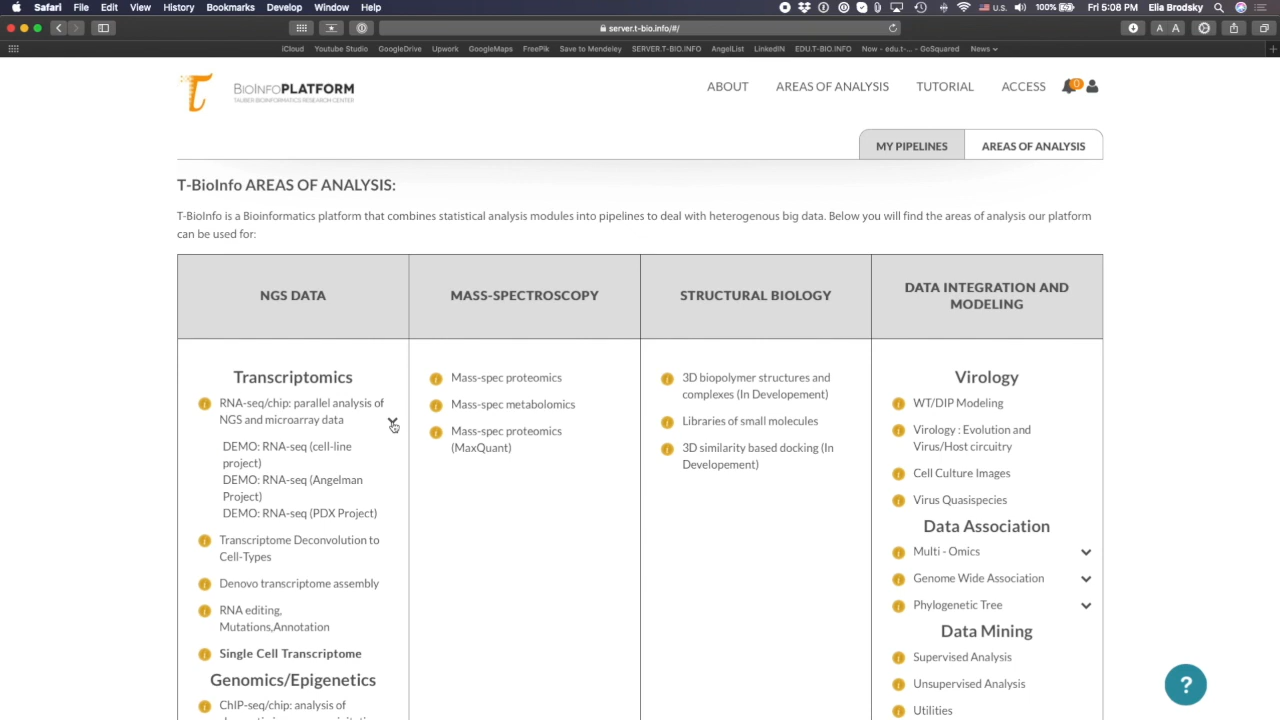 Safari File Edit View History Bookmarks Develop Window Help
U.S. 100% Fri 5:08 PM Ella Brodsky
server.t-bio.info/#/
A A
iCloud Youtube Studio GoogleDrive Upwork GoogleMaps FreePik Save to Mendeley SERVER.T-BIO.INFO AngelList LinkedIN EDU.T-BIO.INFO Now - edu.t-... - GoSquared News
BIOINFOPLATFORM
TAUBER BIOINFORMATICS RESEARCH CENTER
ABOUT AREAS OF ANALYSIS TUTORIAL ACCESS 0
MY PIPELINES AREAS OF ANALYSIS
T-BioInfo AREAS OF ANALYSIS:
T-BioInfo is a Bioinformatics platform that combines statistical analysis modules into pipelines to deal with heterogenous big data. Below you will find the areas of analysis our platform
can be used for:
NGS DATA
Transcriptomics
RNA-seq/chip: parallel analysis of
NGS and microarray data
DEMO: RNA-seq (cell-line
project)
DEMO: RNA-seq (Angelman
Project)
DEMO: RNA-seq (PDX Project)
Transcriptome Deconvolution to
Cell-Types
Denovo transcriptome assembly
RNA editing,
Mutations,Annotation
Single Cell Transcriptome
Genomics/Epigenetics
ChIP-seq/chip: analysis of
MASS-SPECTROSCOPY
Mass-spec proteomics
Mass-spec metabolomics
Mass-spec proteomics
(MaxQuant)
STRUCTURAL BIOLOGY
3D biopolymer structures and
complexes (In Developement)
Libraries of small molecules
3D similarity based docking (In
Developement)
DATA INTEGRATION AND
MODELING
Virology
WT/DIP Modeling
Virology : Evolution and
Virus/Host circuitry
Cell Culture Images
Virus Quasispecies
Data Association
Multi - Omics
Genome Wide Association
Phylogenetic Tree
Data Mining
Supervised Analysis
Unsupervised Analysis
Utilities
?